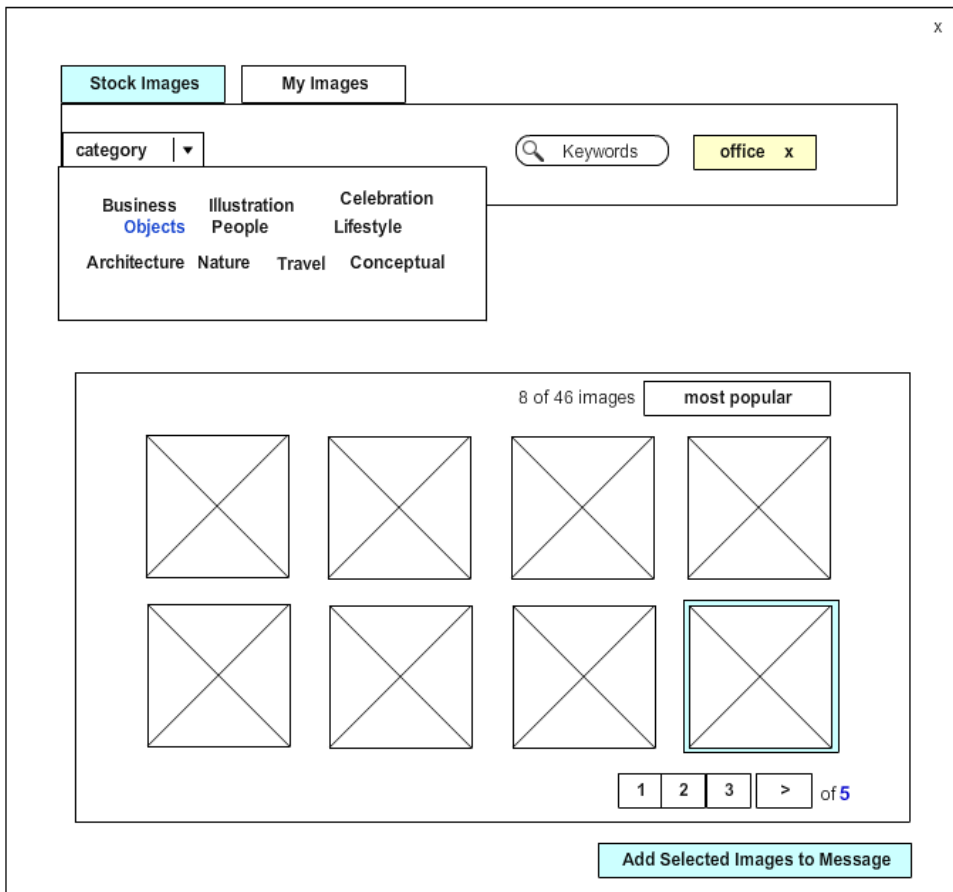 x
Stock Images My Images
category Keywords office x
Business Illustration Celebration
Objects People Lifestyle
Architecture Nature Travel Conceptual
8 of 46 images most popular
1 2 3 > of 5
Add Selected Images to Message